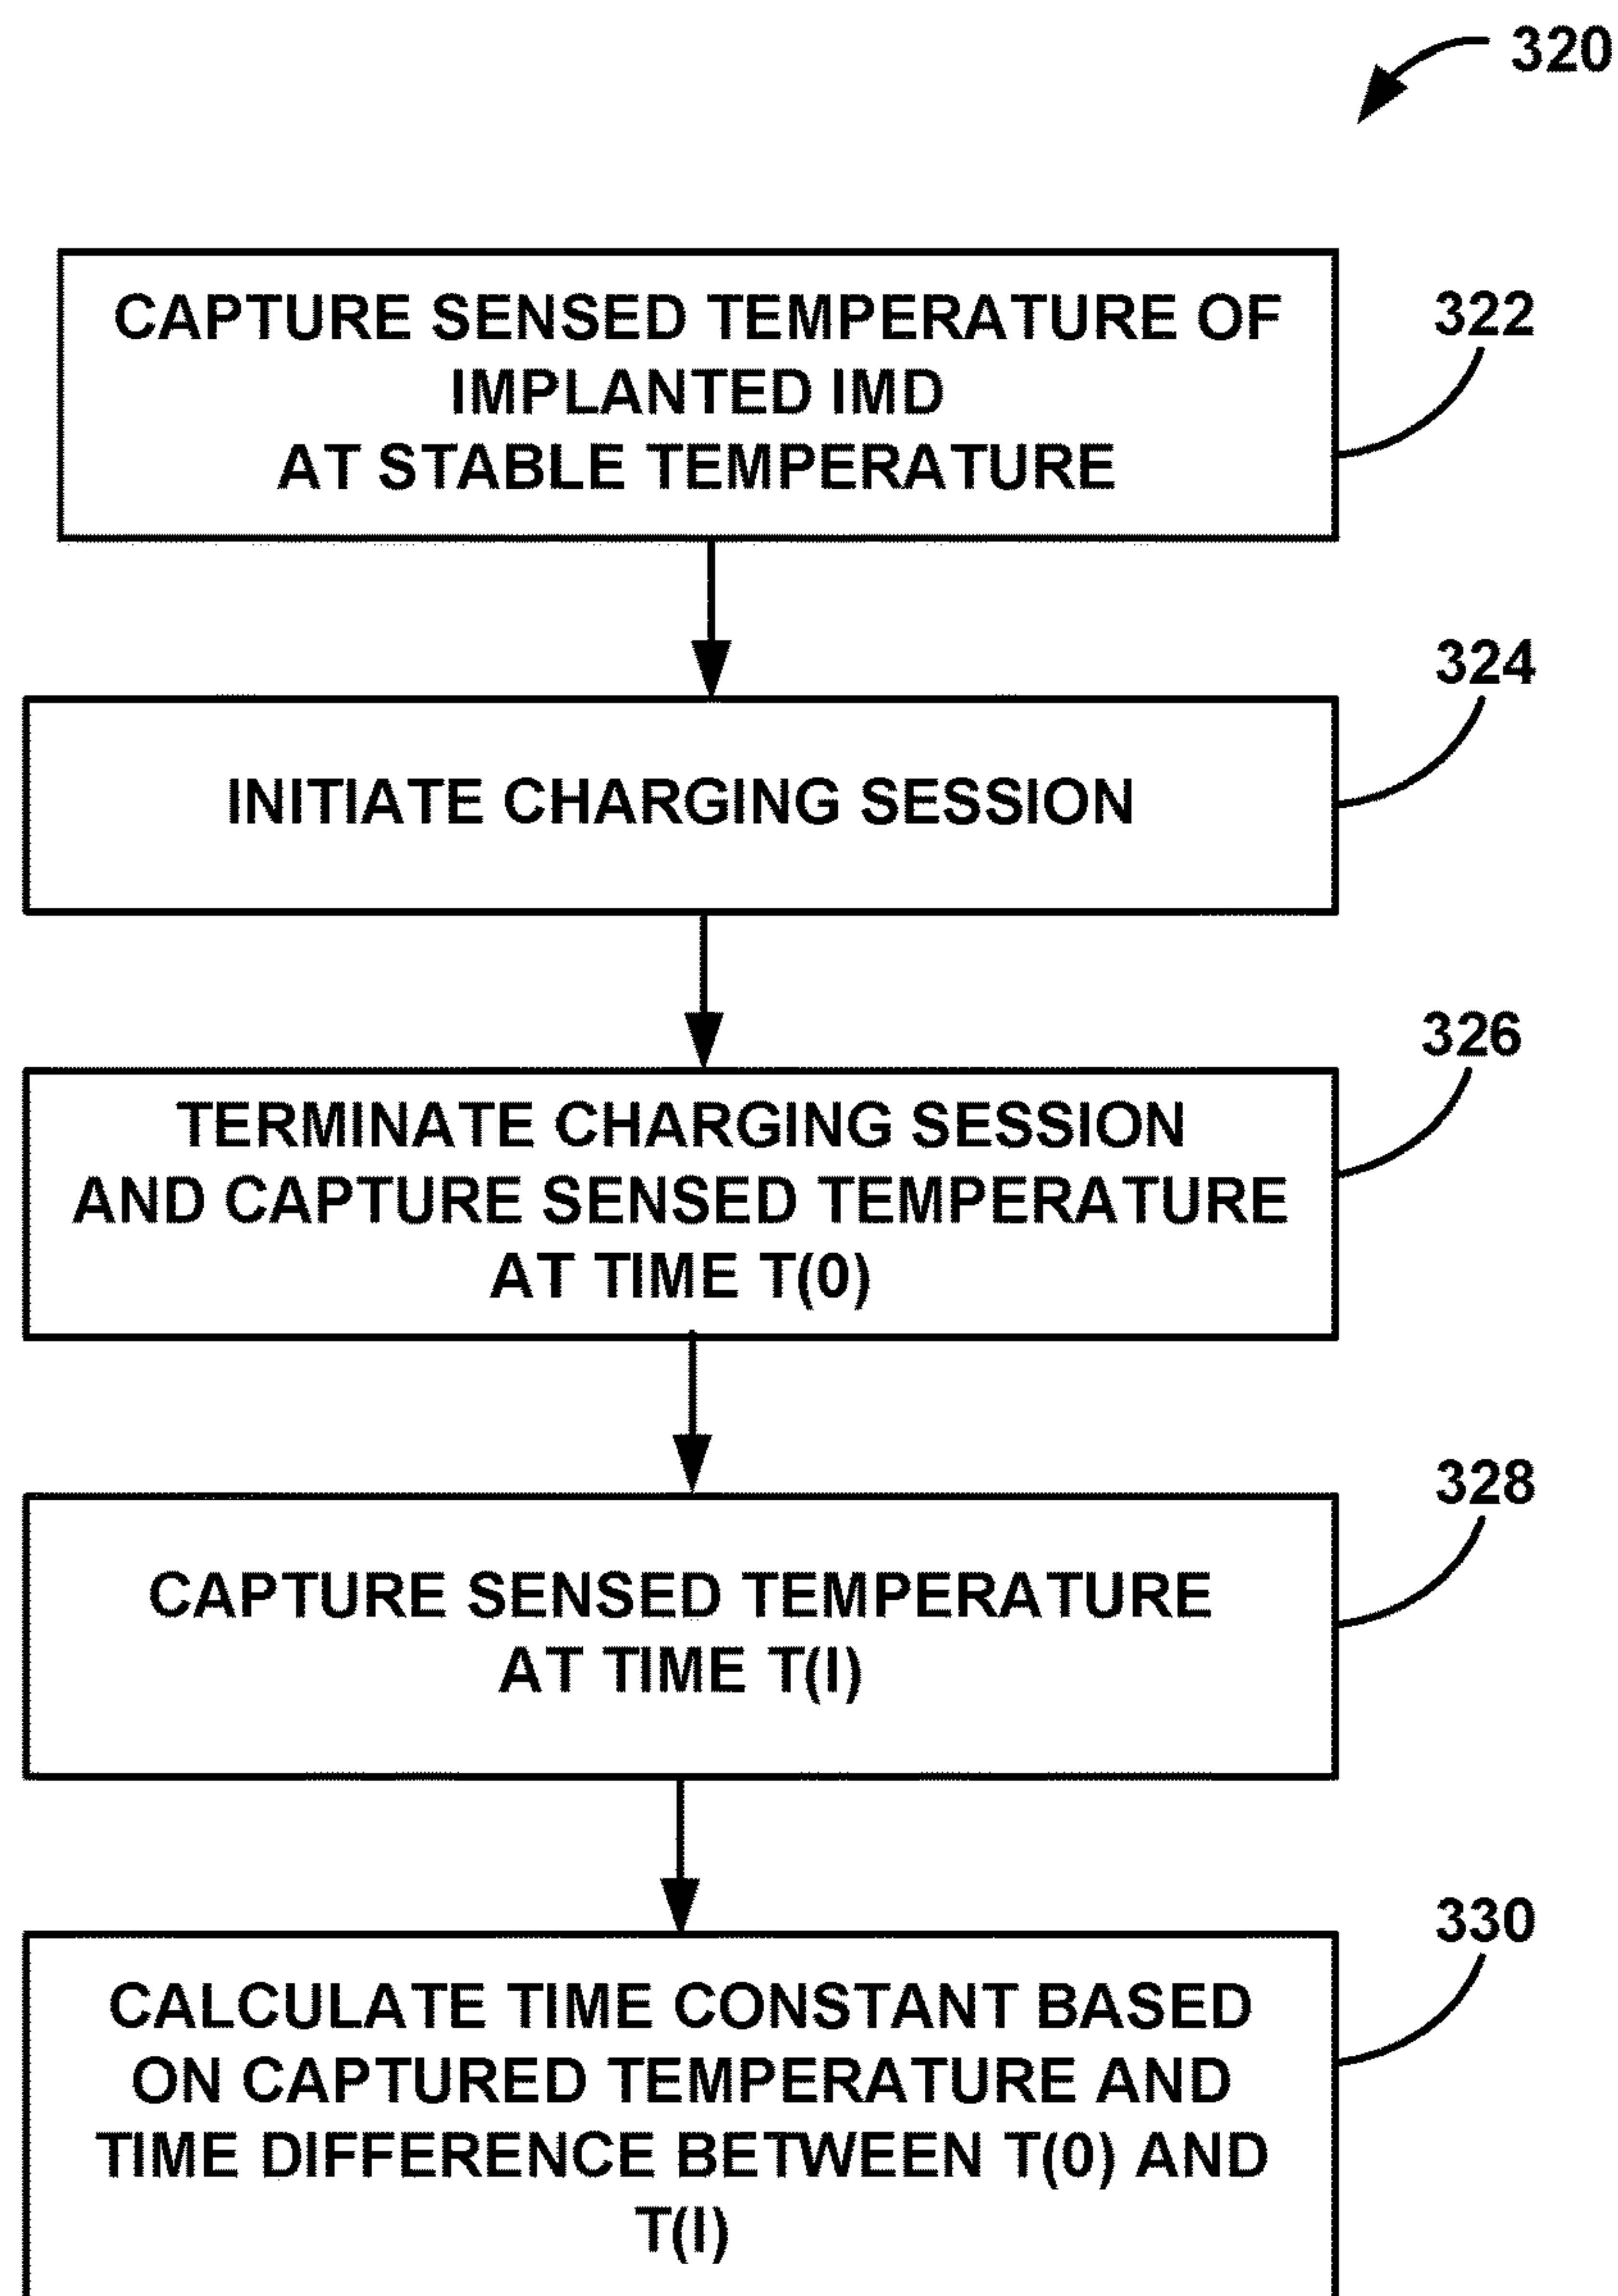 320
CAPTURE SENSED TEMPERATURE OF
IMPLANTED IMD
AT STABLE TEMPERATURE
322
INITIATE CHARGING SESSION
324
TERMINATE CHARGING SESSION
AND CAPTURE SENSED TEMPERATURE
AT TIME T(0)
326
CAPTURE SENSED TEMPERATURE
AT TIME T(I)
328
CALCULATE TIME CONSTANT BASED
ON CAPTURED TEMPERATURE AND
TIME DIFFERENCE BETWEEN T(0) AND
T(I)
330